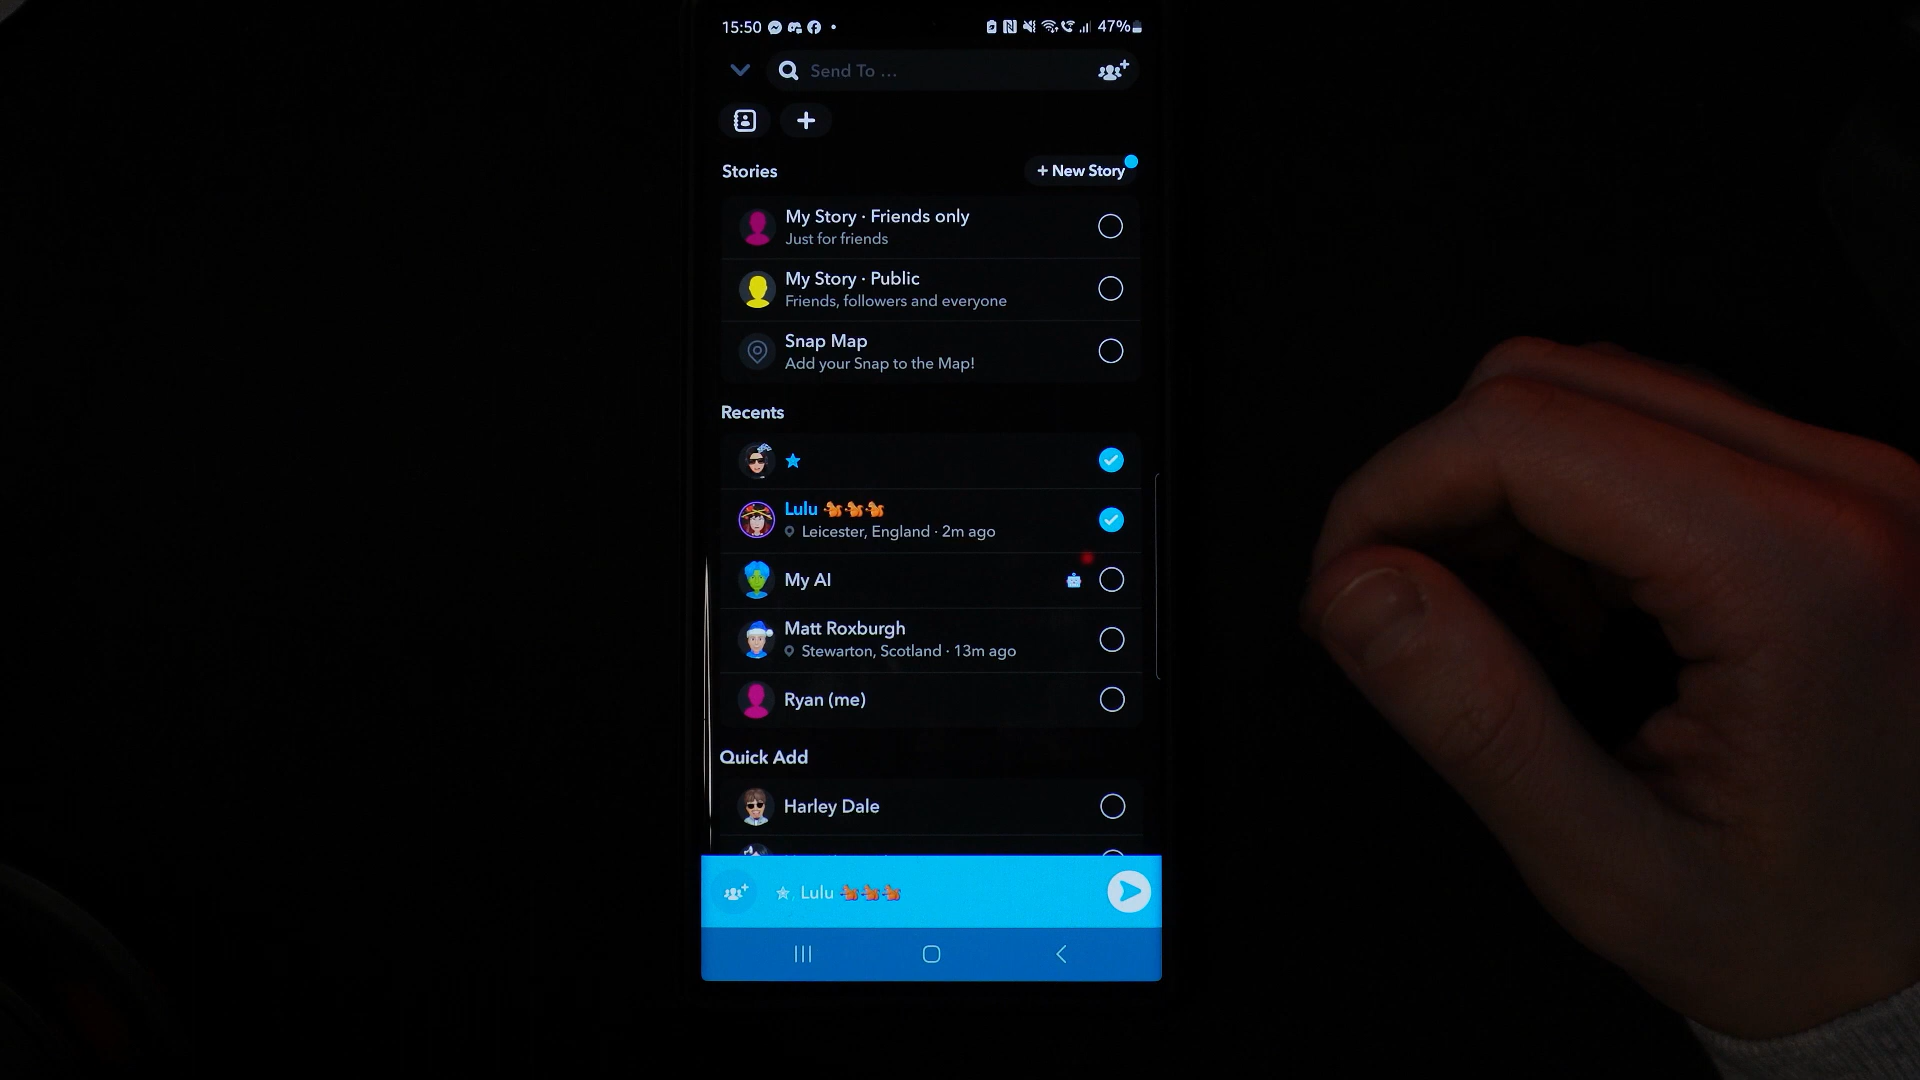 15:50
47%
Send To ...
Stories
+ New Story
My Story · Friends only
Just for friends
My Story · Public
Friends, followers and everyone
Snap Map
Add your Snap to the Map!
Recents
Lulu 🐿️🐿️🐿️
Leicester, England · 2m ago
My AI
Matt Roxburgh
Stewarton, Scotland · 13m ago
Ryan (me)
Quick Add
Harley Dale
, Lulu 🐿️🐿️🐿️